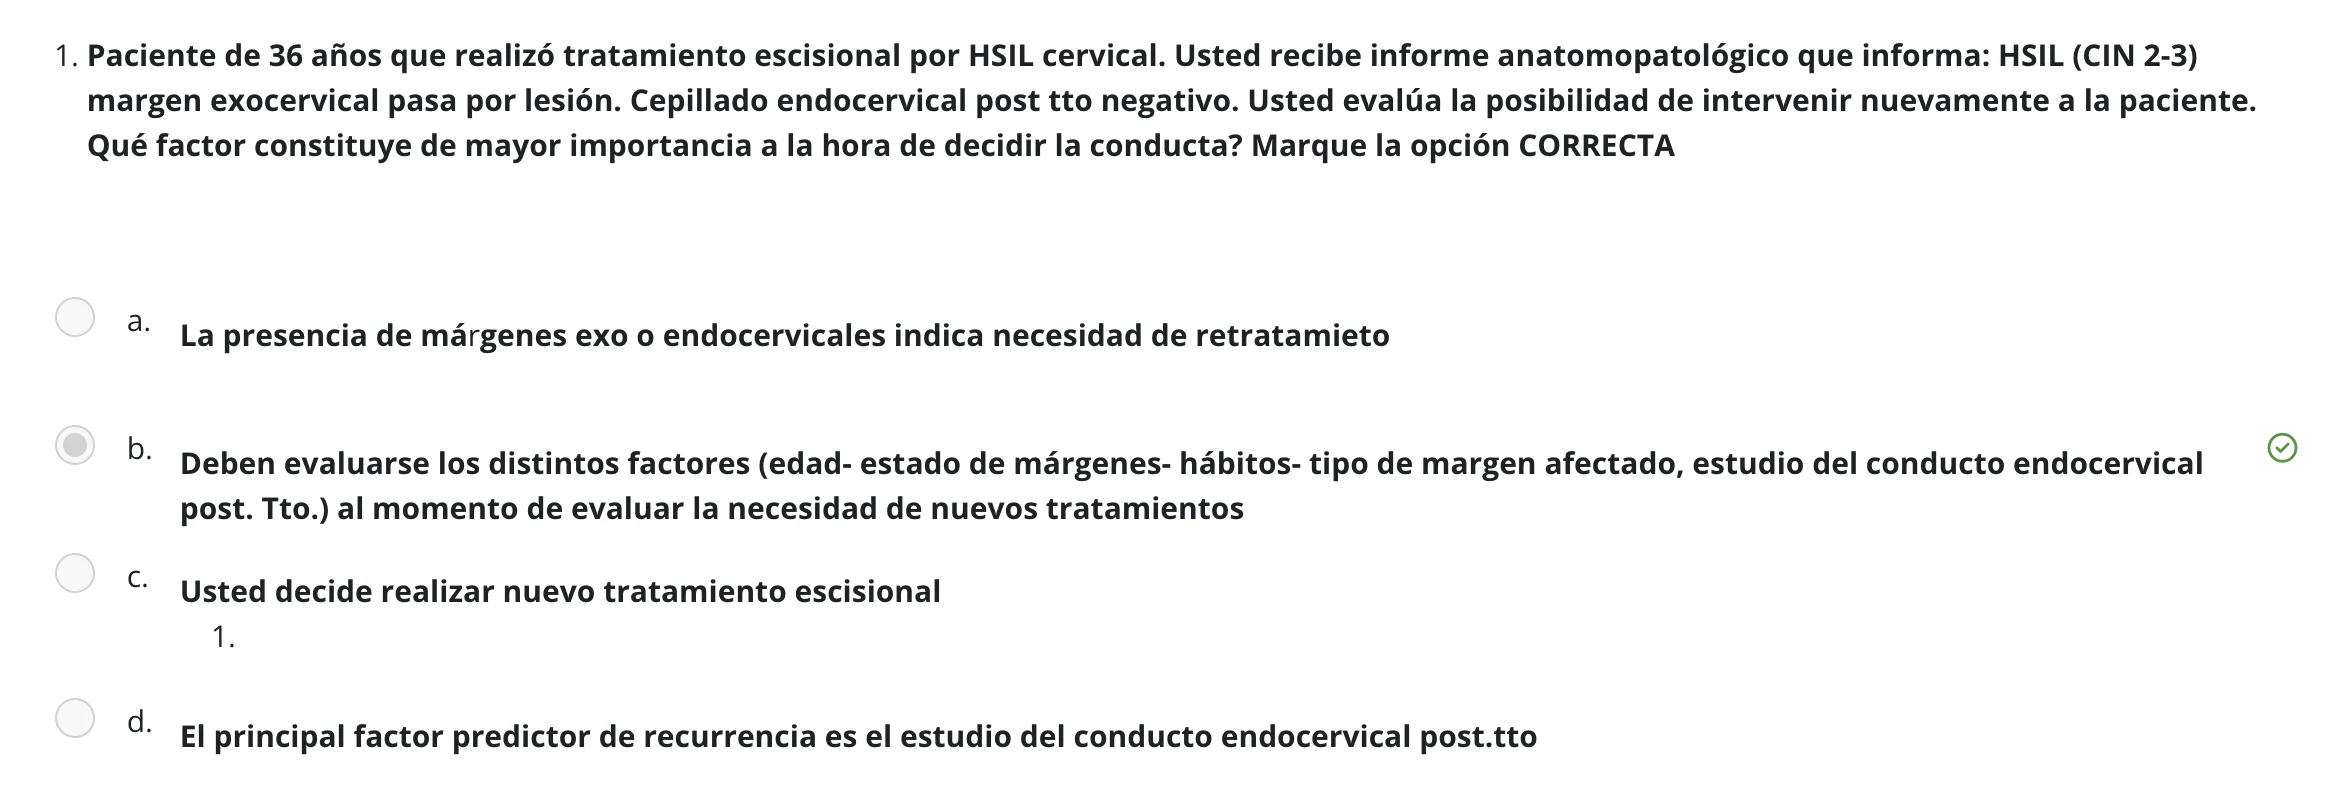 1. Paciente de 36 años que realizó tratamiento escisional por HSIL cervical. Usted recibe informe anatomopatológico que informa: HSIL (CIN 2-3)
margen exocervical pasa por lesión. Cepillado endocervical post tto negativo. Usted evalúa la posibilidad de intervenir nuevamente a la paciente.
Qué factor constituye de mayor importancia a la hora de decidir la conducta? Marque la opción CORRECTA
a. La presencia de márgenes exo o endocervicales indica necesidad de retratamieto
b. Deben evaluarse los distintos factores (edad- estado de márgenes- hábitos- tipo de margen afectado, estudio del conducto endocervical
post. Tto.) al momento de evaluar la necesidad de nuevos tratamientos
c. Usted decide realizar nuevo tratamiento escisional
1.
d. El principal factor predictor de recurrencia es el estudio del conducto endocervical post.tto